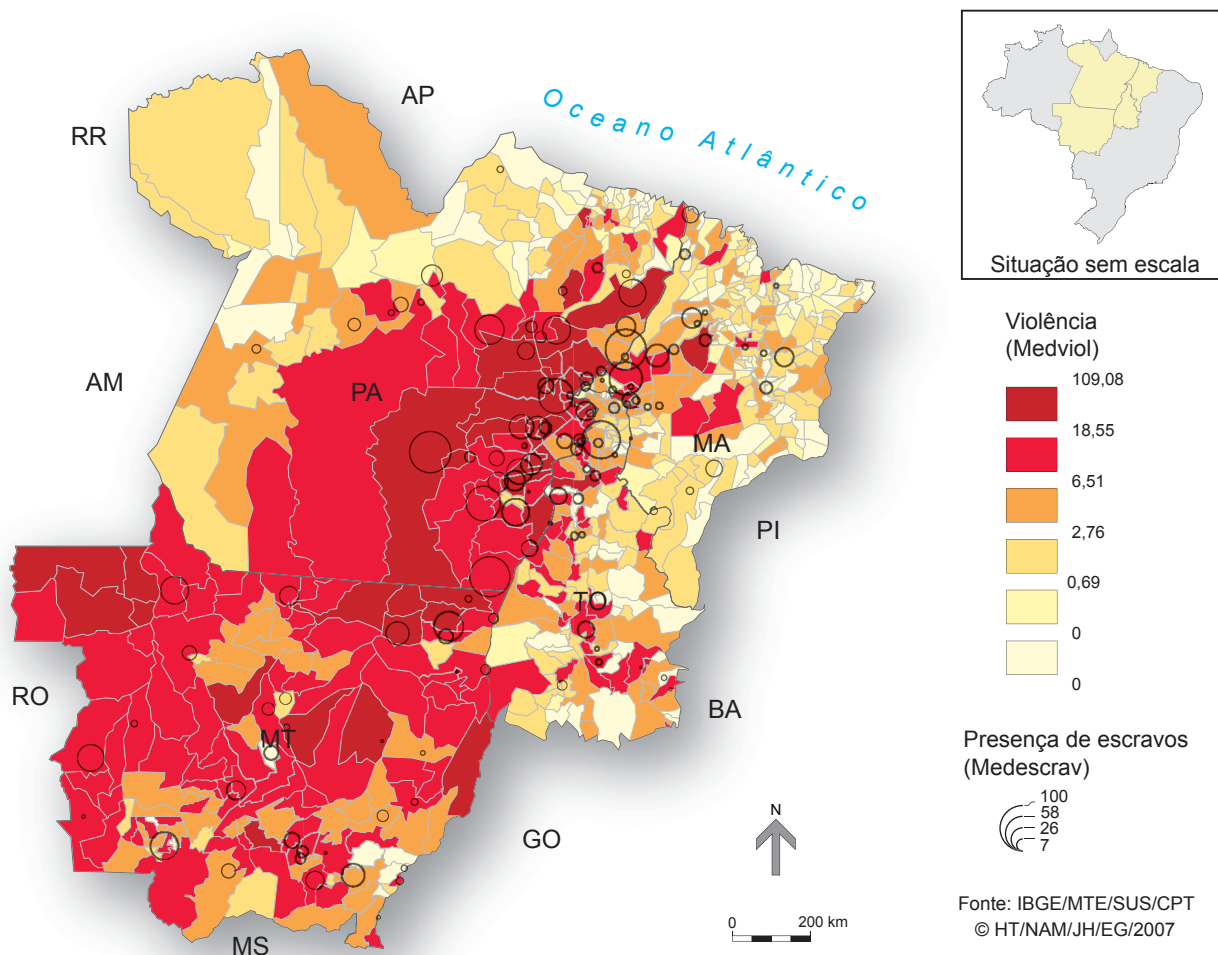 AP
RR
Oceano Atlântico
Situação sem escala
AM
PA
MA
PI
TO
RO
MT
BA
GO
MS
N
0 200 km
Violência
(Medviol)
109,08
18,55
6,51
2,76
0,69
0
0
Presença de escravos
(Medescrav)
100
58
26
7
Fonte: IBGE/MTE/SUS/CPT
© HT/NAM/JH/EG/2007